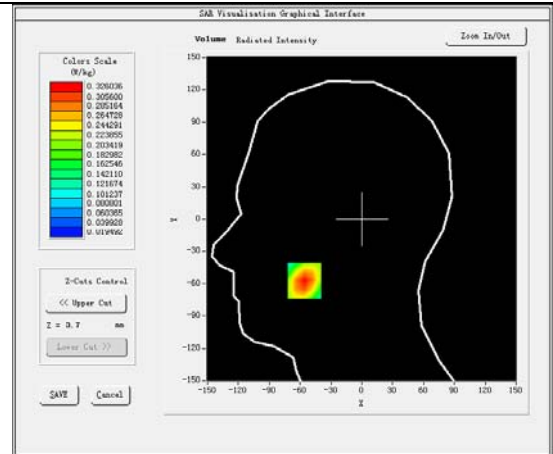 SAR Visualisation Graphical Interface
Volume Radiated Intensity
Zoom In/Out
Colors Scale
(W/kg)
0.326036
0.305600
0.285164
0.264728
0.244291
0.223855
0.203419
0.182982
0.162546
0.142110
0.121674
0.101237
0.080801
0.060365
0.039928
0.019492
Z-Cuts Control
<< Upper Cut
Z = 3.7 mm
Lower Cut >>
SAVE
Cancel
150
120
90
60
30
0
-30
-60
-90
-120
-150
Y
-150 -120 -90 -60 -30 0 30 60 90 120 150
X